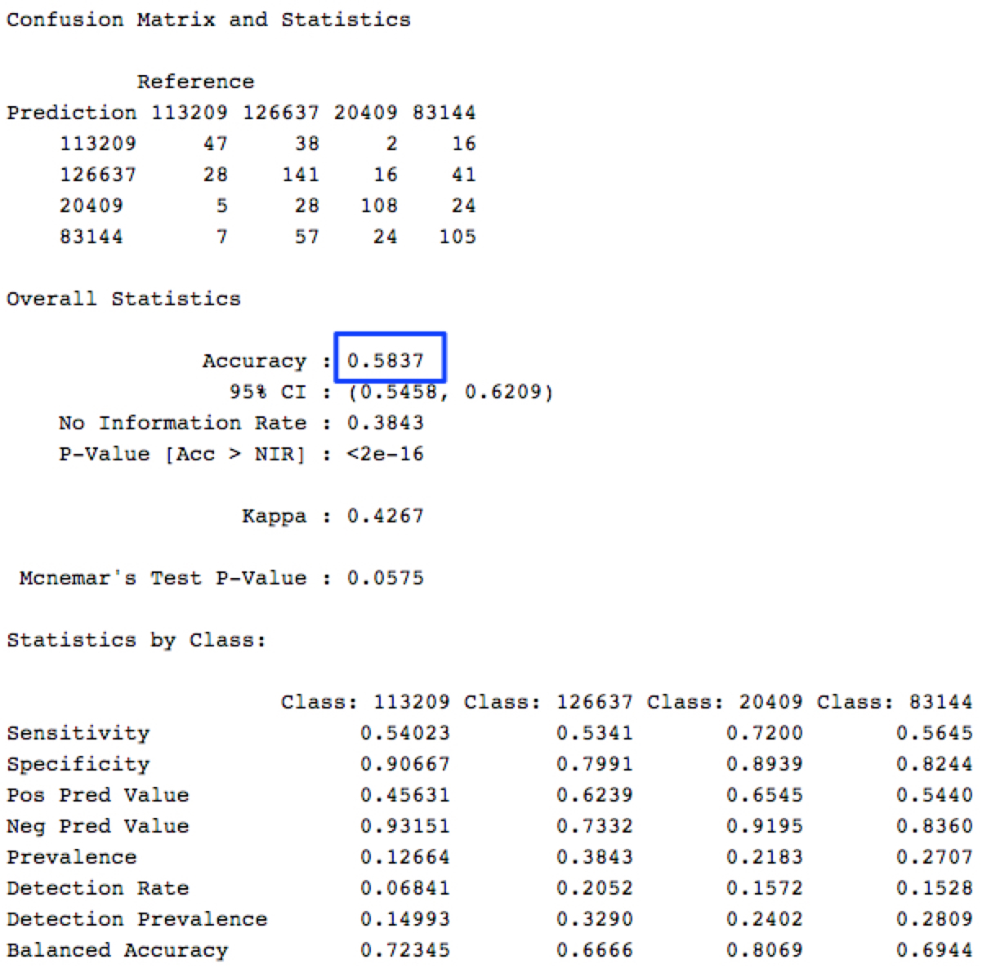 Confusion Matrix and Statistics
Reference
Prediction 113209 126637 20409 83144
113209 47 38 2 16
126637 28 141 16 41
20409 5 28 108 24
83144 7 57 24 105
Overall Statistics
Accuracy : 0.5837
95% CI : (0.5458, 0.6209)
No Information Rate : 0.3843
P-Value [Acc > NIR] : <2e-16
Kappa : 0.4267
Mcnemar's Test P-Value : 0.0575
Statistics by Class:
Class: 113209 Class: 126637 Class: 20409 Class: 83144
Sensitivity 0.54023 0.5341 0.7200 0.5645
Specificity 0.90667 0.7991 0.8939 0.8244
Pos Pred Value 0.45631 0.6239 0.6545 0.5440
Neg Pred Value 0.93151 0.7332 0.9195 0.8360
Prevalence 0.12664 0.3843 0.2183 0.2707
Detection Rate 0.06841 0.2052 0.1572 0.1528
Detection Prevalence 0.14993 0.3290 0.2402 0.2809
Balanced Accuracy 0.72345 0.6666 0.8069 0.6944